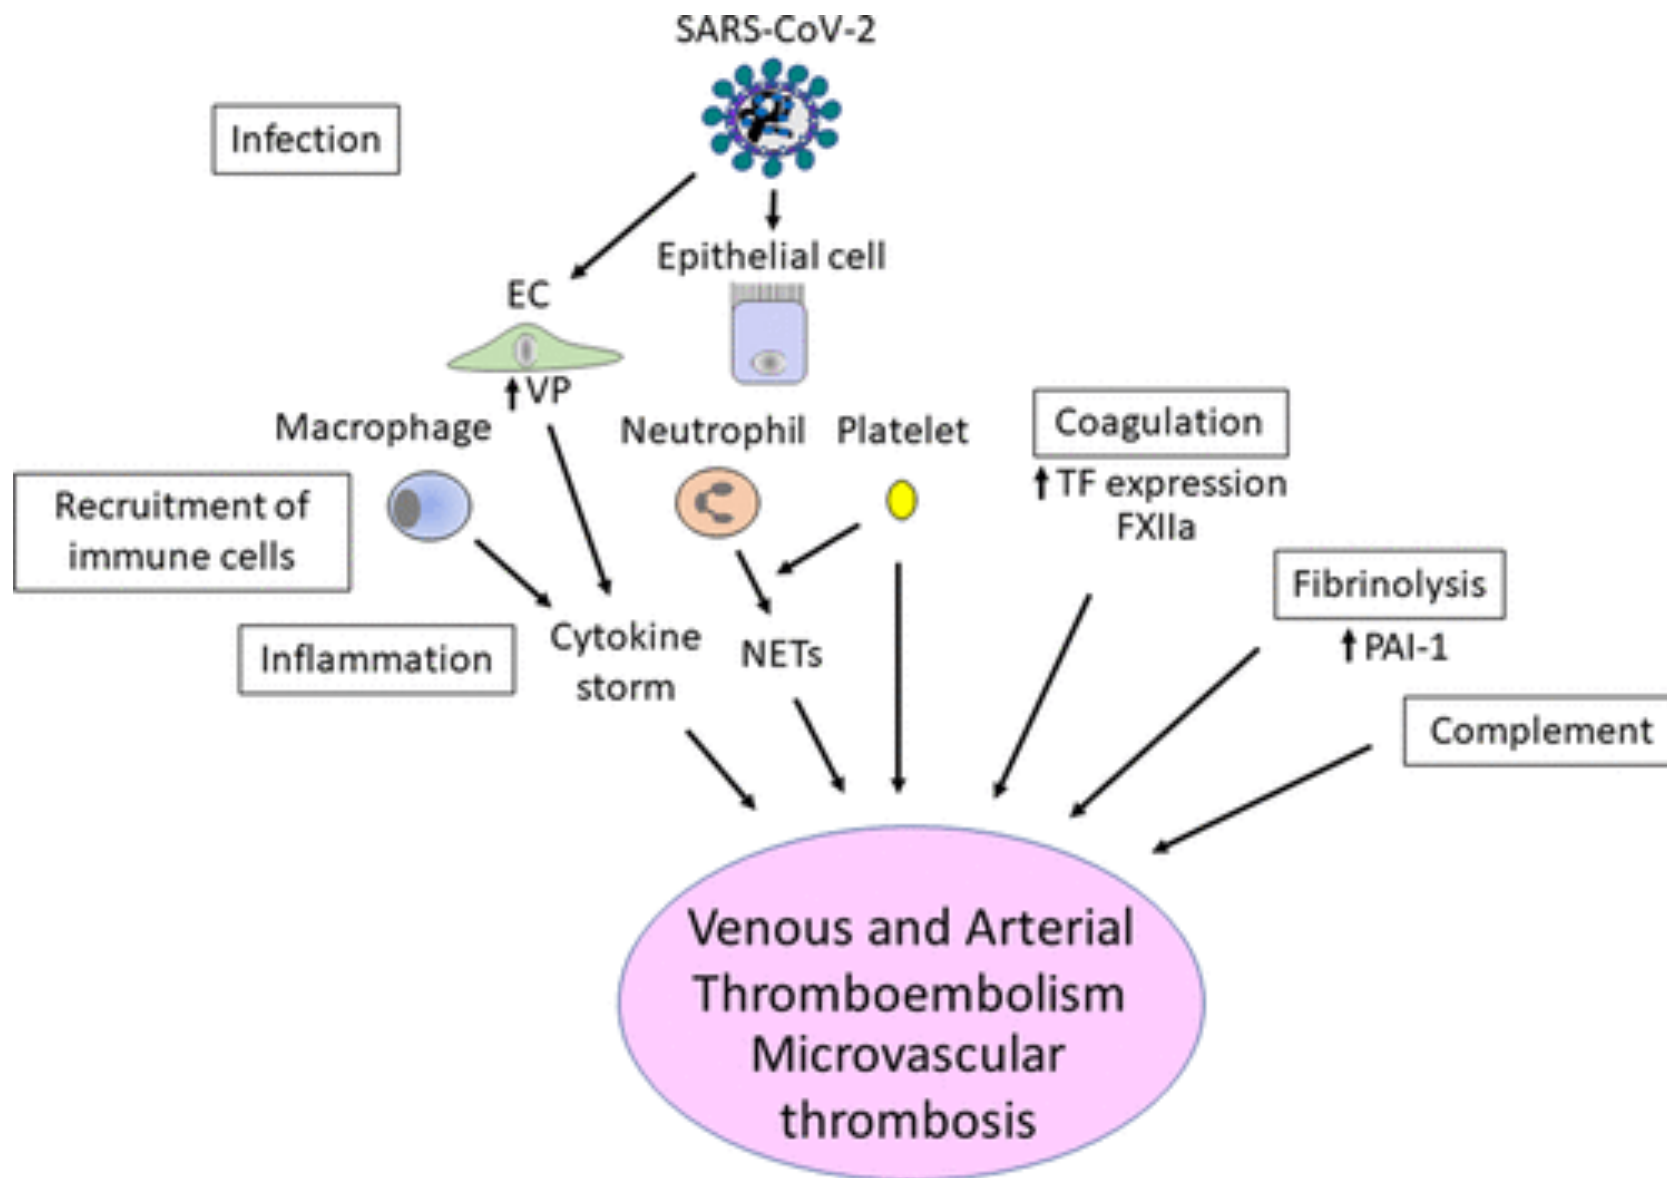 SARS-CoV-2
Infection
Epithelial cell
EC
↑VP
Macrophage
Neutrophil
Platelet
Coagulation
↑TF expression
FXIIa
Recruitment of
immune cells
Fibrinolysis
↑PAI-1
Inflammation
Cytokine
storm
NETs
Complement
Venous and Arterial
Thromboembolism
Microvascular
thrombosis